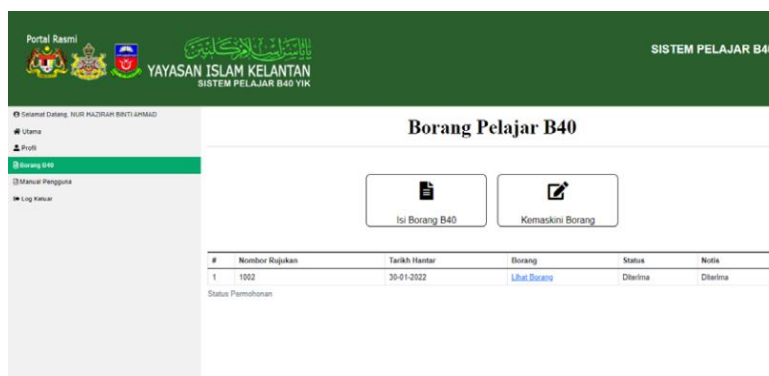 Portal Rasmi
YAYASAN ISLAM KELANTAN
SISTEM PELAJAR B40 YIK
SISTEM PELAJAR B40
Selamat Datang, NUR HAZIRAH BINTI AHMAD
Utama
Profil
Borang B40
Manual Pengguna
Log Keluar
Borang Pelajar B40
Isi Borang B40
Kemaskini Borang
# Nombor Rujukan Tarikh Hantar Borang Status Notis
1 1002 30-01-2022 Lihat Borang Diterima Diterima
Status Permohonan